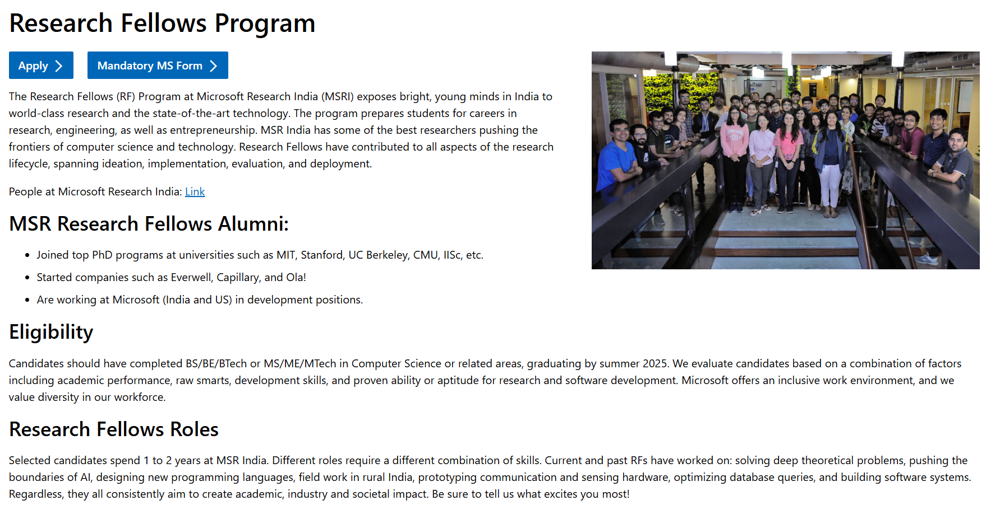 Research Fellows Program
Apply
Mandatory MS Form
The Research Fellows (RF) Program at Microsoft Research India (MSRI) exposes bright, young minds in India to
world-class research and the state-of-the-art technology. The program prepares students for careers in
research, engineering, as well as entrepreneurship. MSR India has some of the best researchers pushing the
frontiers of computer science and technology. Research Fellows have contributed to all aspects of the research
lifecycle, spanning ideation, implementation, evaluation, and deployment.
People at Microsoft Research India: Link
MSR Research Fellows Alumni:
• Joined top PhD programs at universities such as MIT, Stanford, UC Berkeley, CMU, IISc, etc.
• Started companies such as Everwell, Capillary, and Ola!
• Are working at Microsoft (India and US) in development positions.
Eligibility
Candidates should have completed BS/BE/BTech or MS/ME/MTech in Computer Science or related areas, graduating by summer 2025. We evaluate candidates based on a combination of factors
including academic performance, raw smarts, development skills, and proven ability or aptitude for research and software development. Microsoft offers an inclusive work environment, and we
value diversity in our workforce.
Research Fellows Roles
Selected candidates spend 1 to 2 years at MSR India. Different roles require a different combination of skills. Current and past RFs have worked on: solving deep theoretical problems, pushing the
boundaries of AI, designing new programming languages, field work in rural India, prototyping communication and sensing hardware, optimizing database queries, and building software systems.
Regardless, they all consistently aim to create academic, industry and societal impact. Be sure to tell us what excites you most!